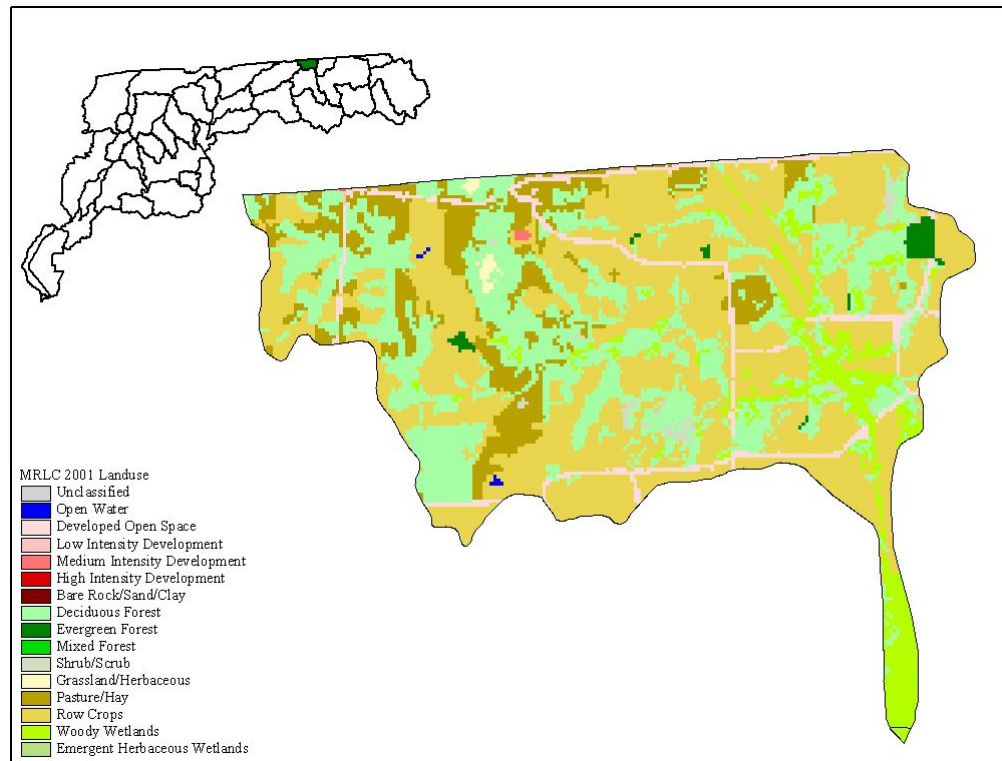 MRLC 2001 Landuse
Unclassified
Open Water
Developed Open Space
Low Intensity Development
Medium Intensity Development
High Intensity Development
Bare Rock/Sand/Clay
Deciduous Forest
Evergreen Forest
Mixed Forest
Shrub/Scrub
Grassland/Herbaceous
Pasture/Hay
Row Crops
Woody Wetlands
Emergent Herbaceous Wetlands